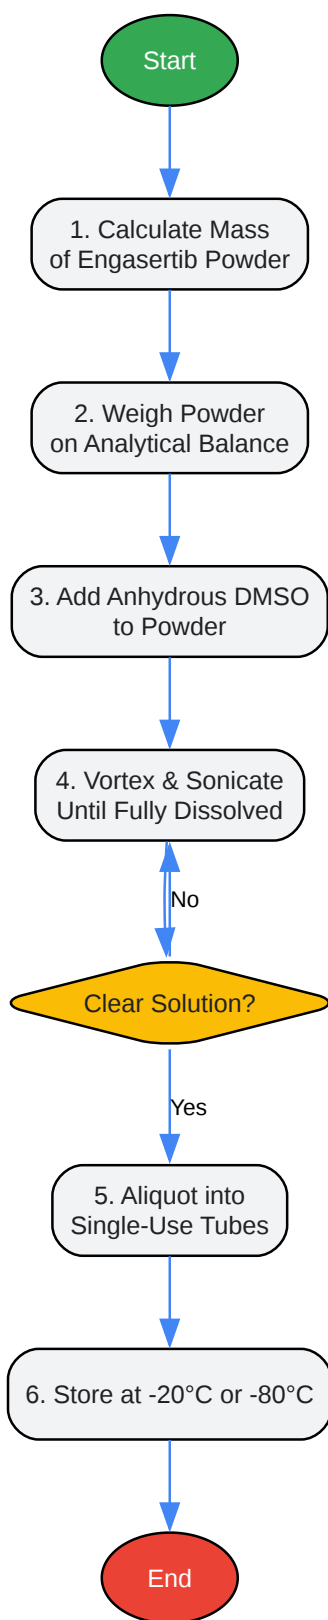 Start
1. Calculate Mass
of Engasertib Powder
2. Weigh Powder
on Analytical Balance
3. Add Anhydrous DMSO
to Powder
4. Vortex & Sonicate
Until Fully Dissolved
No
Clear Solution?
Yes
5. Aliquot into
Single-Use Tubes
6. Store at -20°C or -80°C
End